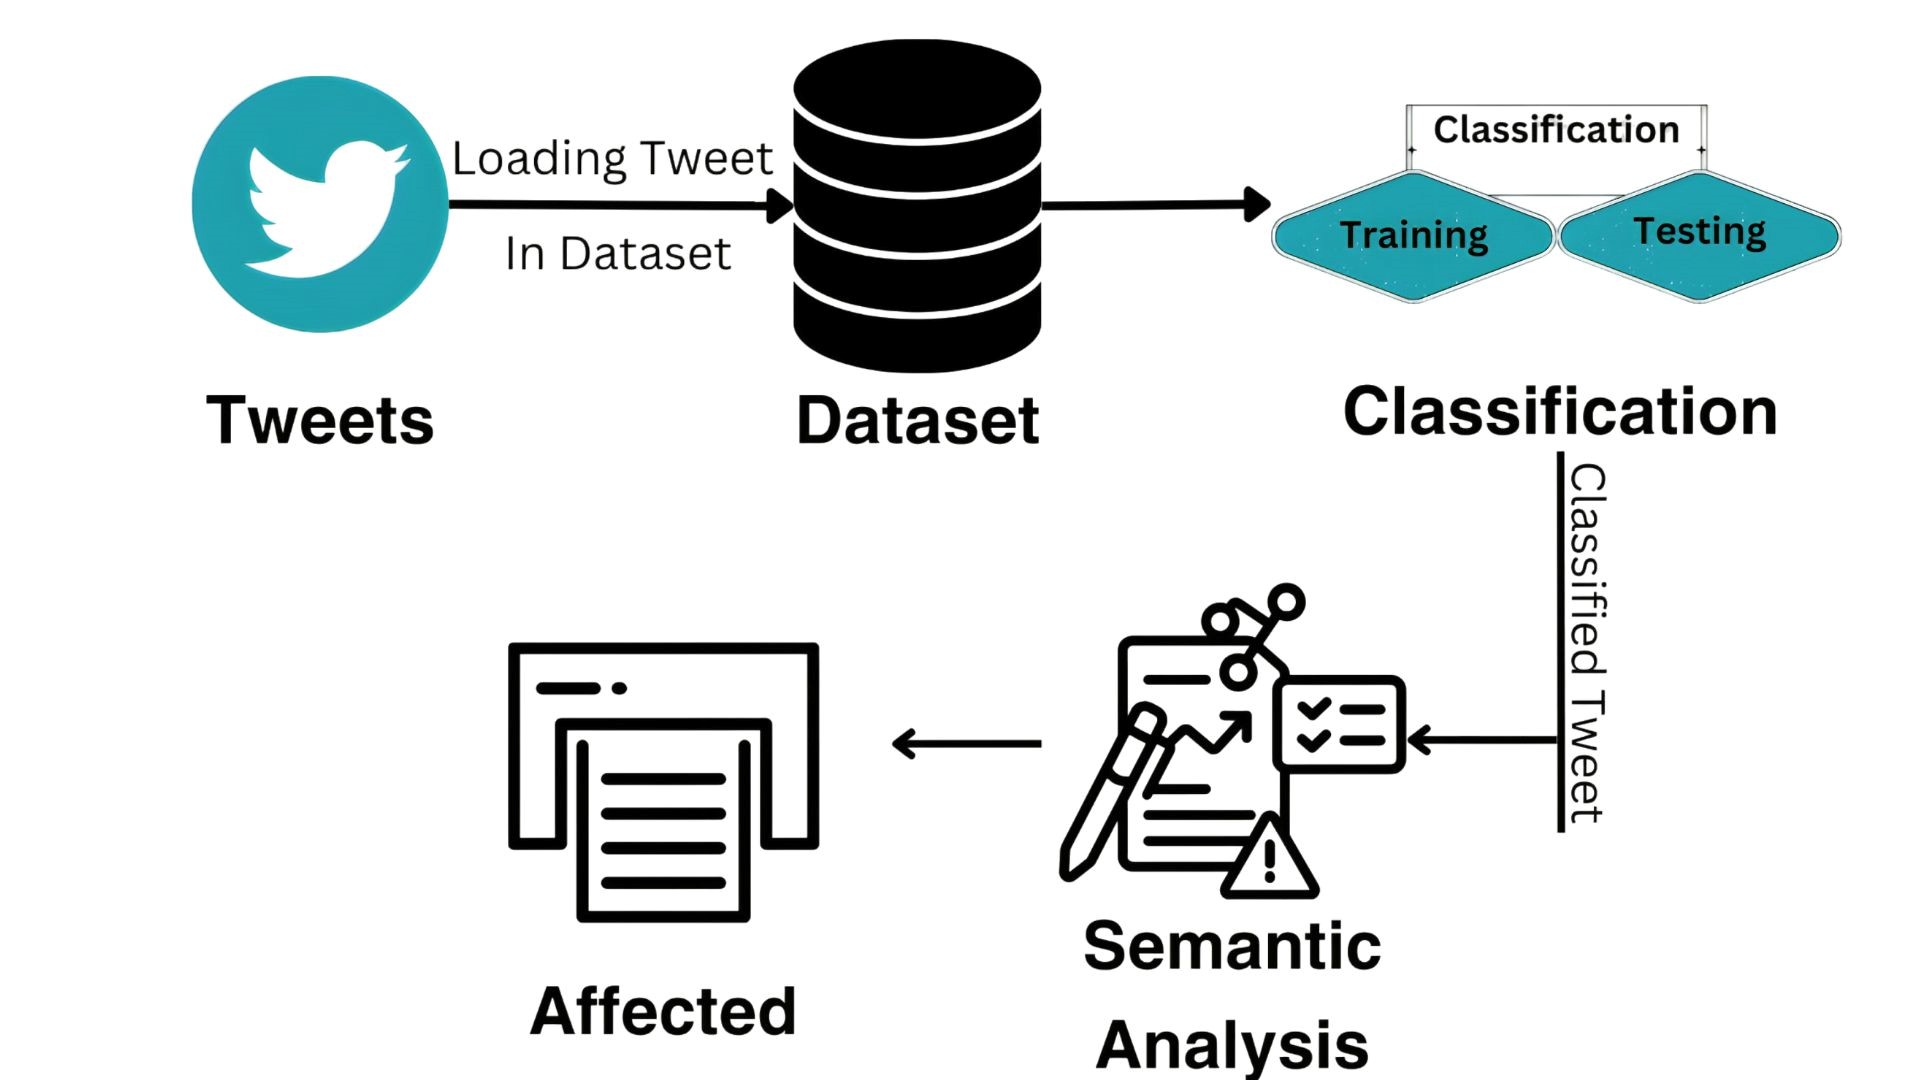 Loading Tweet
In Dataset
Classification
Training
Testing
Tweets
Dataset
Classification
Classified Tweet
Semantic
Analysis
Affected